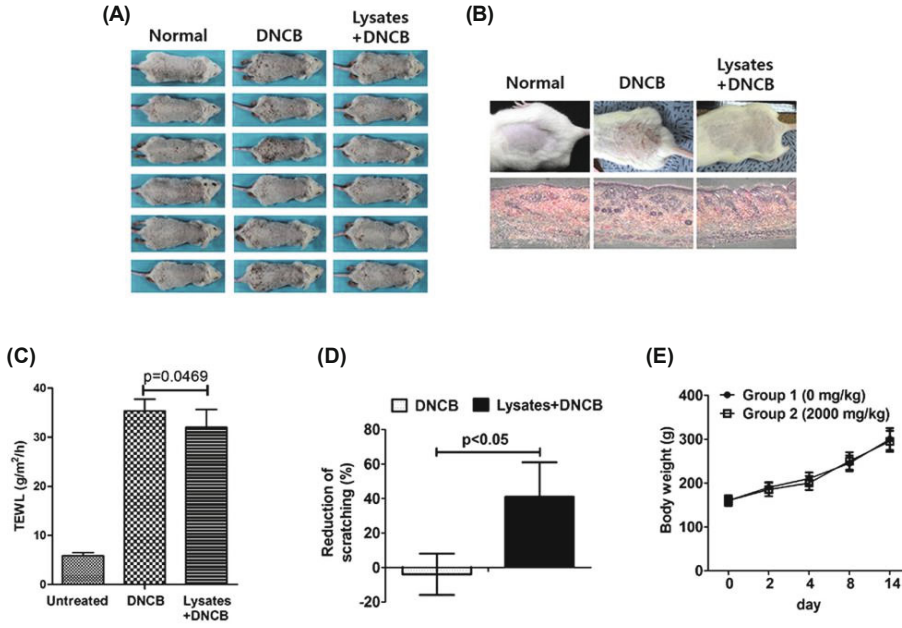 (A)
Normal DNCB Lysates
+DNCB
(B)
Normal DNCB Lysates
+DNCB
(C)
p=0.0469
TEWL (g/m²/h)
40
30
20
10
0
Untreated DNCB Lysates
+DNCB
(D)
DNCB Lysates+DNCB
p<0.05
Reduction of
scratching (%)
80
60
40
20
0
-20
(E)
Group 1 (0 mg/kg)
Group 2 (2000 mg/kg)
Body weight (g)
400
300
200
100
0
0 2 4 8 14
day